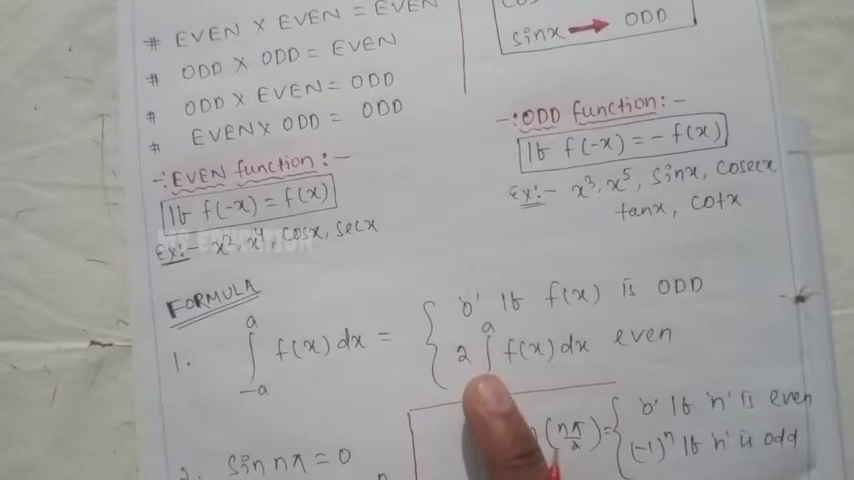 # EVEN X EVEN = EVEN
# ODD X ODD = EVEN
# ODD X EVEN = ODD
# EVEN X ODD = ODD
sinx → ODD
-: EVEN function :-
If f(-x) = f(x)
Ex:- x², x⁴, cosx, secx
-: ODD function :-
If f(-x) = - f(x)
Ex:- x³, x⁵, sinx, cosecx
tanx, cotx
FORMULA
1. ∫₋ₐᵃ f(x) dx = { '0' If f(x) is ODD
2 ∫ᵃ f(x) dx even
(nπ/2) = { '0' If 'n' is even
(-1)ⁿ If 'n' is odd
2. sin nπ = 0